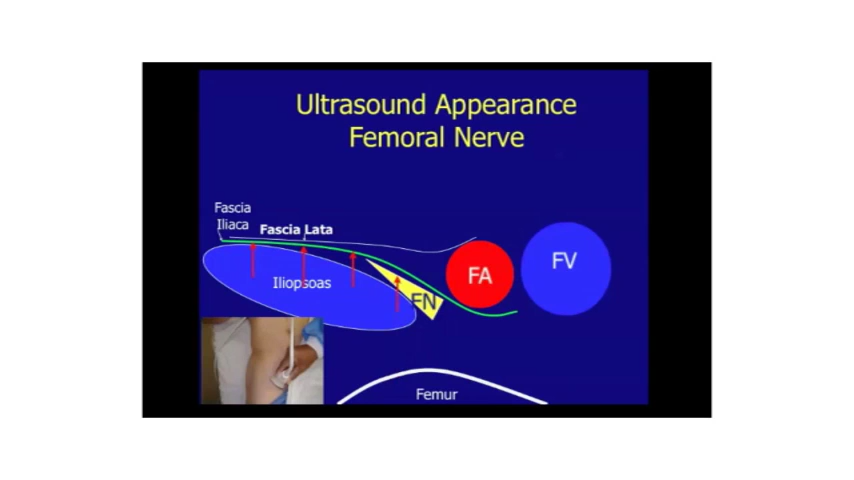 Ultrasound Appearance
Femoral Nerve
Fascia
Iliaca
Fascia Lata
Iliopsoas
FN
FA
FV
Femur